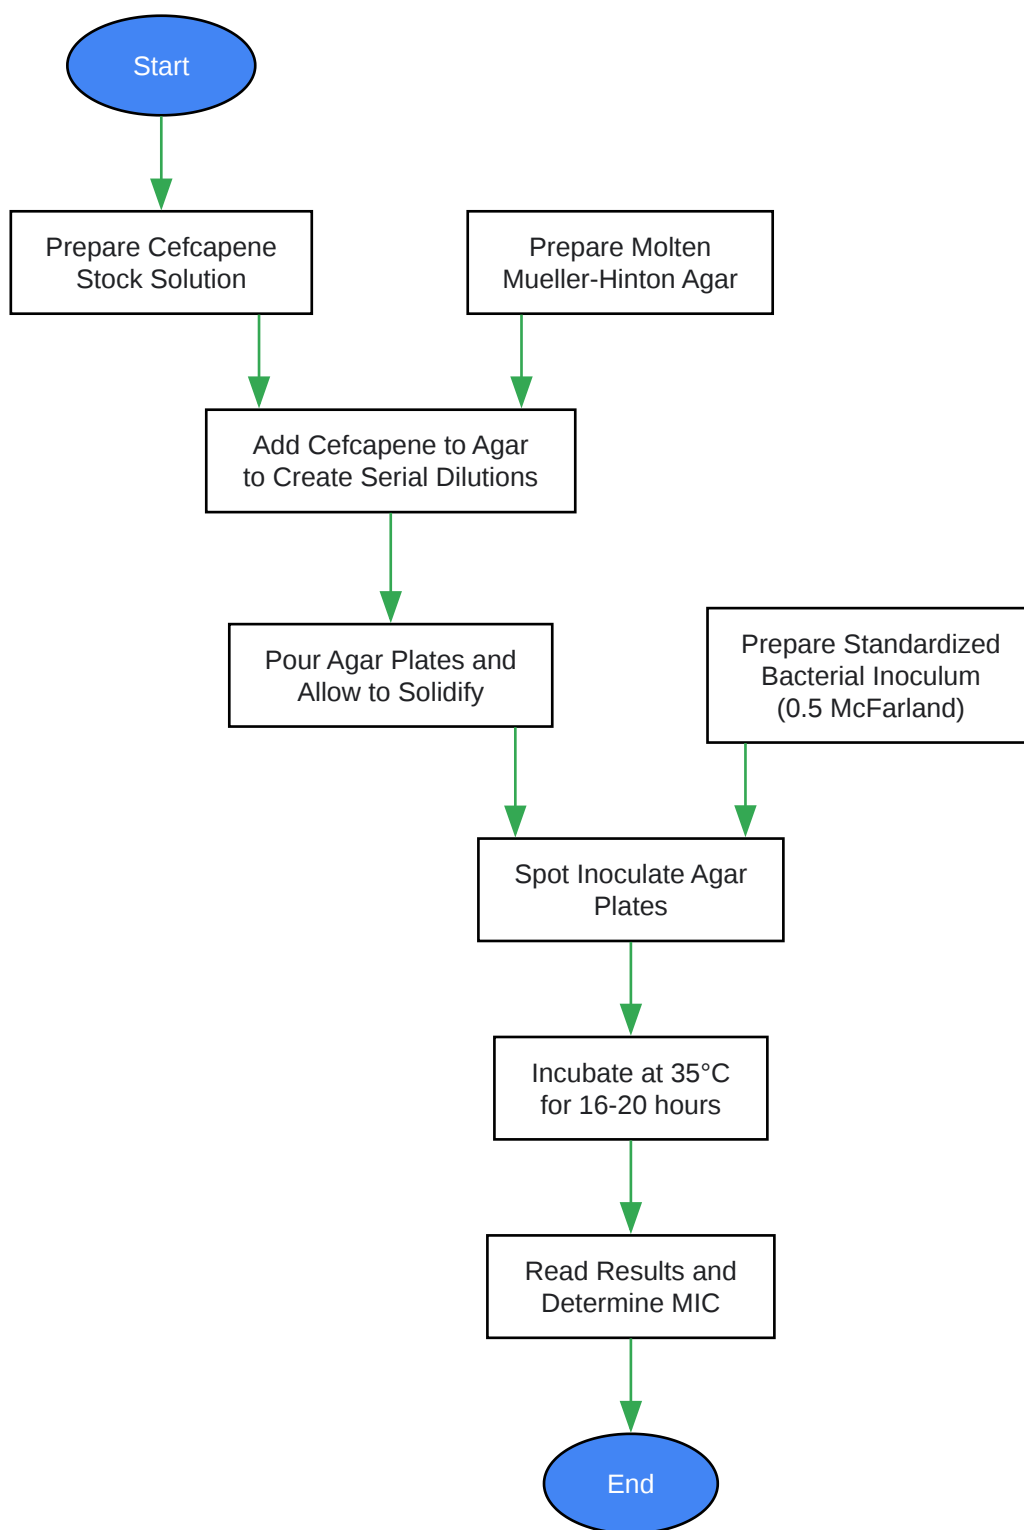 Start
Prepare Cefcapene
Stock Solution
Prepare Molten
Mueller-Hinton Agar
Add Cefcapene to Agar
to Create Serial Dilutions
Pour Agar Plates and
Allow to Solidify
Prepare Standardized
Bacterial Inoculum
(0.5 McFarland)
Spot Inoculate Agar
Plates
Incubate at 35°C
for 16-20 hours
Read Results and
Determine MIC
End